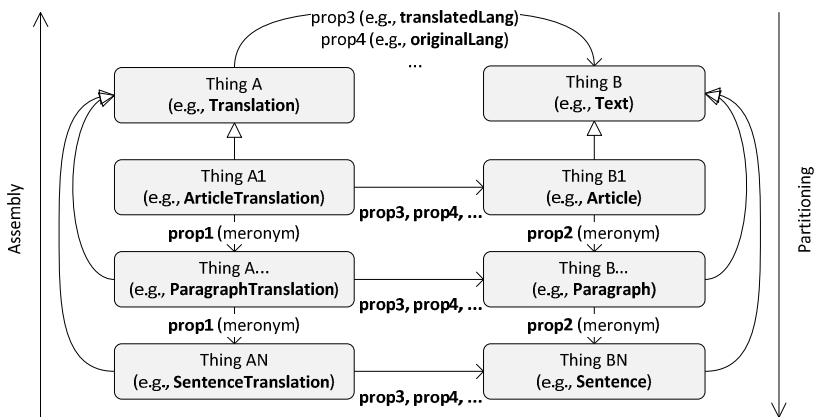 prop3 (e.g., translatedLang)
prop4 (e.g., originalLang)
...
Thing A
(e.g., Translation)
Thing B
(e.g., Text)
Assembly
Partitioning
Thing A1
(e.g., ArticleTranslation)
prop3, prop4, ...
Thing B1
(e.g., Article)
prop1 (meronym)
prop2 (meronym)
Thing A...
(e.g., ParagraphTranslation)
prop3, prop4, ...
Thing B...
(e.g., Paragraph)
prop1 (meronym)
prop2 (meronym)
Thing AN
(e.g., SentenceTranslation)
prop3, prop4, ...
Thing BN
(e.g., Sentence)